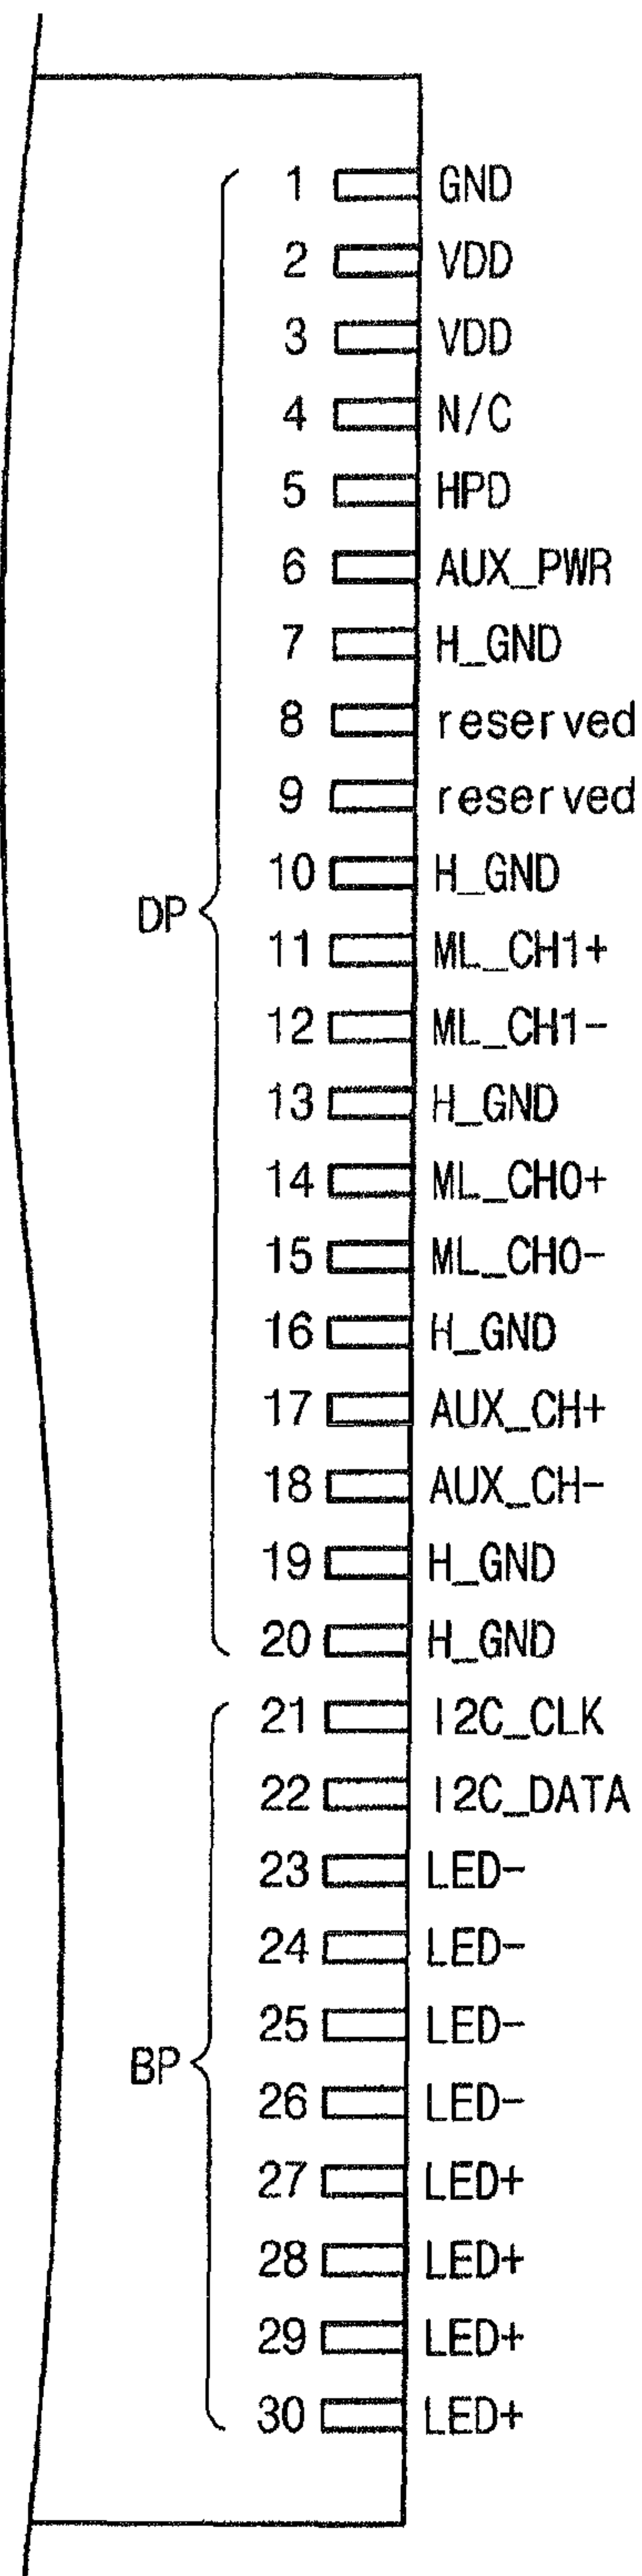 1 GND
2 VDD
3 VDD
4 N/C
5 HPD
6 AUX_PWR
7 H_GND
8 reserved
9 reserved
10 H_GND
DP
11 ML_CH1+
12 ML_CH1-
13 H_GND
14 ML_CH0+
15 ML_CH0-
16 H_GND
17 AUX_CH+
18 AUX_CH-
19 H_GND
20 H_GND
21 I2C_CLK
22 I2C_DATA
23 LED-
24 LED-
25 LED-
BP
26 LED-
27 LED+
28 LED+
29 LED+
30 LED+